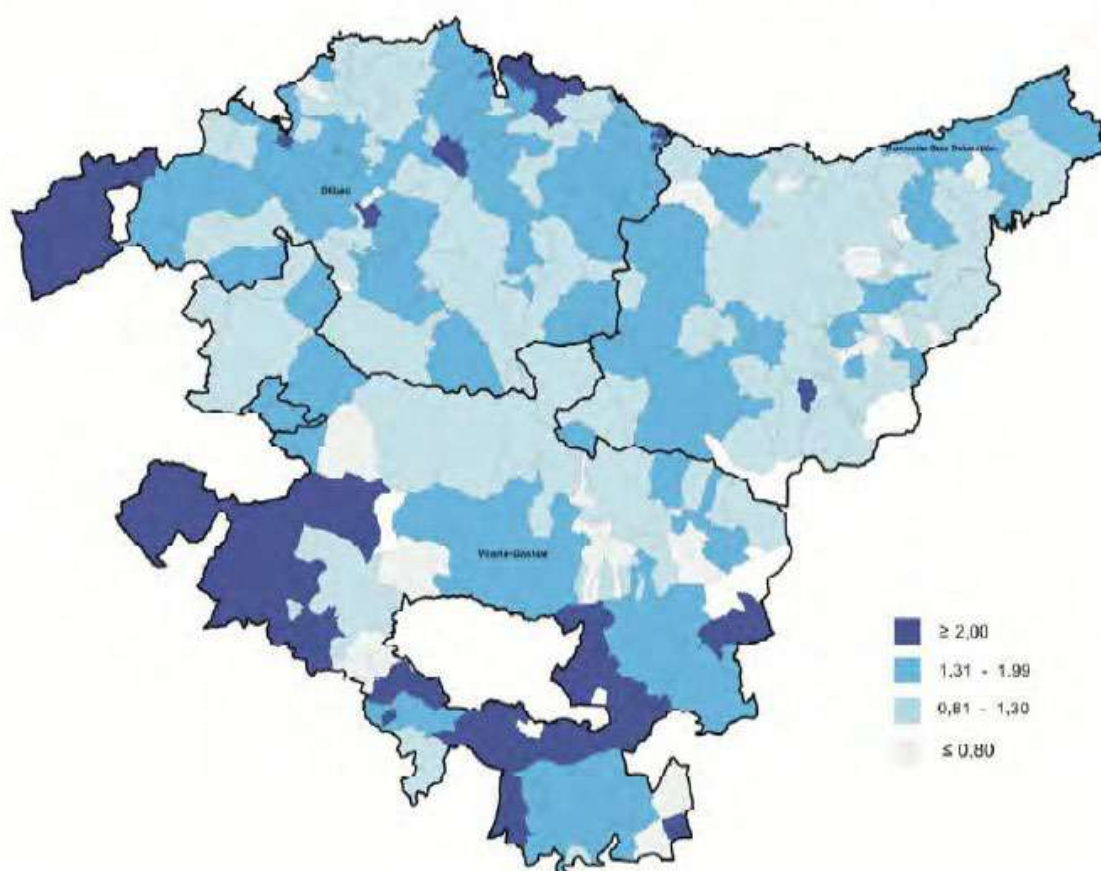 Bilbao
Vitoria-Gasteiz
≥ 2,00
1,31 - 1,99
0,81 - 1,30
≤ 0,80